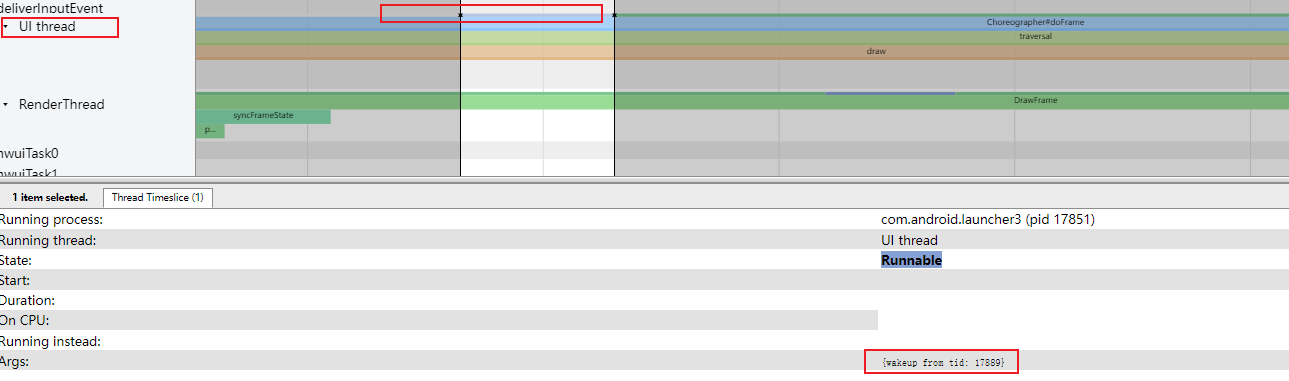 deliverInputEvent
UI thread
Choreographer#doFrame
traversal
draw
RenderThread
DrawFrame
syncFrameState
p...
hwuiTask0
hwuiTask1
1 item selected. Thread Timeslice (1)
Running process: com.android.launcher3 (pid 17851)
Running thread: UI thread
State: Runnable
Start:
Duration:
On CPU:
Running instead:
Args: {wakeup from tid: 17889}